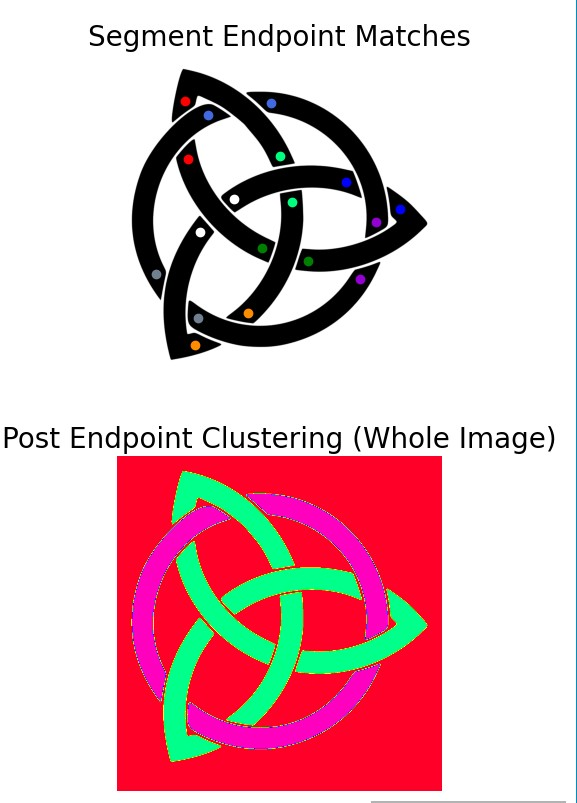 Segment Endpoint Matches
Post Endpoint Clustering (Whole Image)